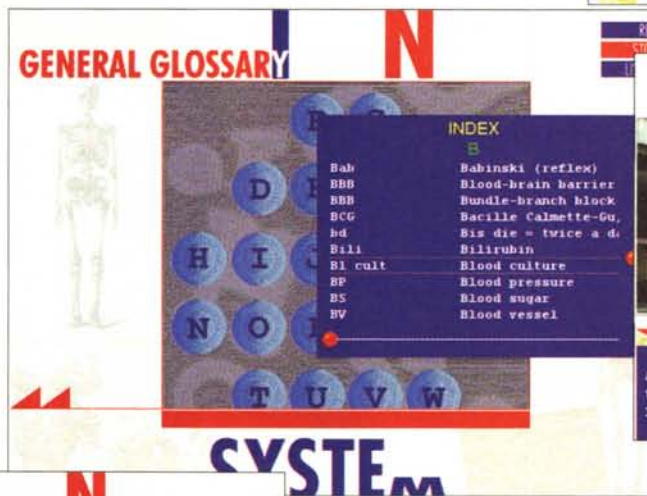 I N
GENERAL GLOSSARY
INDEX
B
Bab Babinski (reflex)
BBB Blood-brain barrier
BBB Bundle-branch block
BCG Bacille Calmette-Gu,
bd Bis die = twice a d
Bili Bilirubin
Bl cult Blood culture
BP Blood pressure
BS Blood sugar
BV Blood vessel
D
H I
N O
T U V W
SYSTEM
N